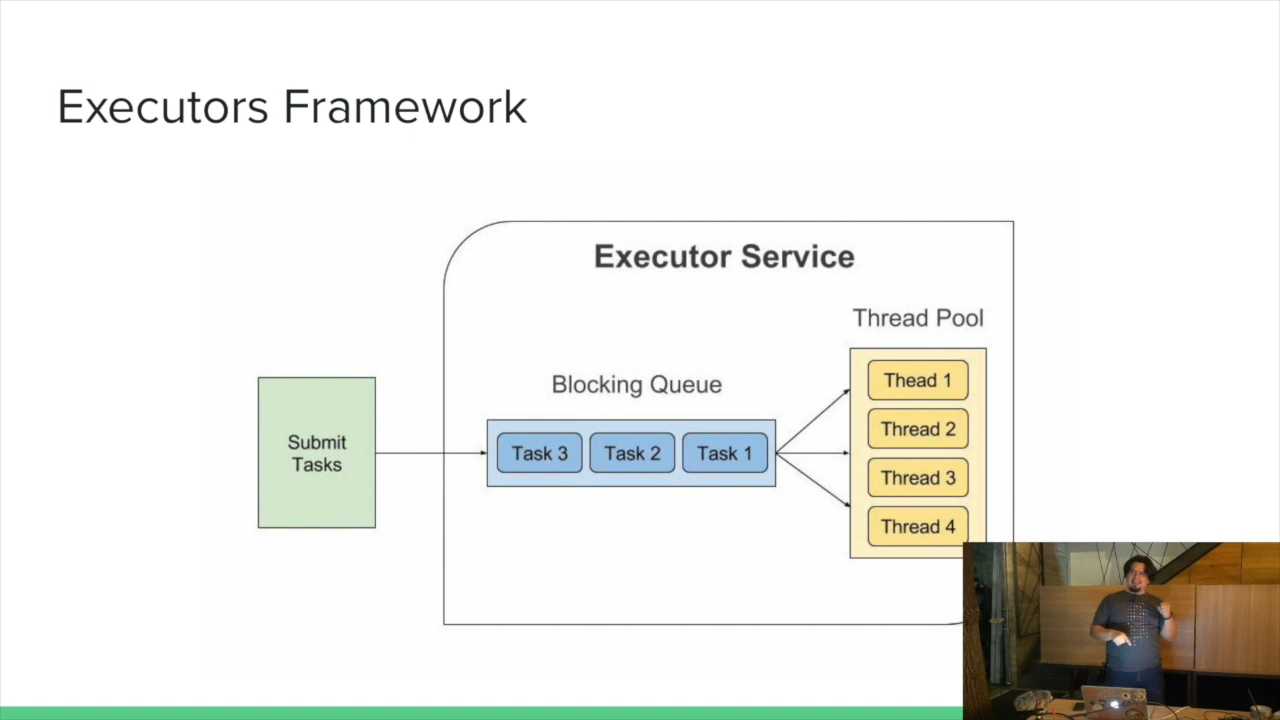 Executors Framework
Executor Service
Thread Pool
Blocking Queue
Submit
Tasks
Task 3
Task 2
Task 1
Thead 1
Thread 2
Thread 3
Thread 4